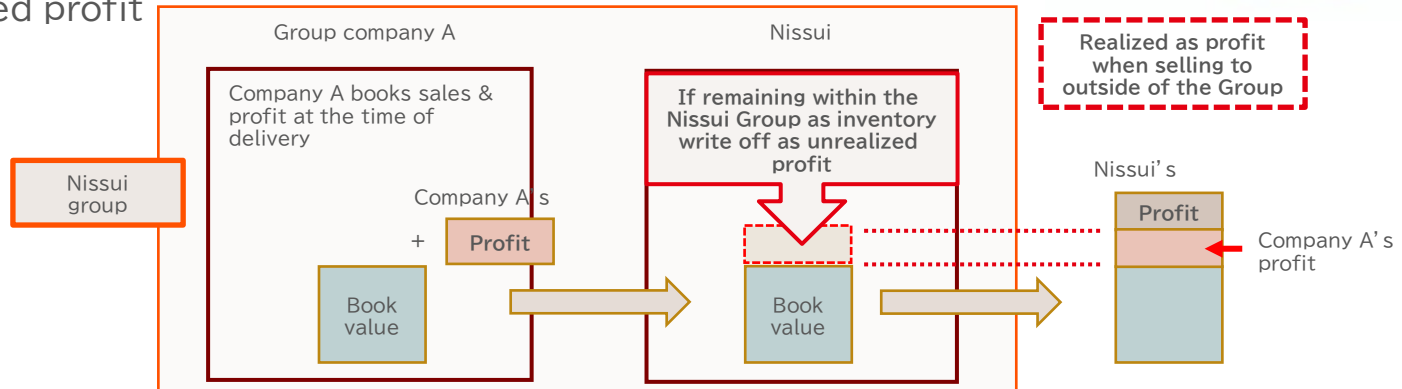 ed profit
Group company A
Nissui
Realized as profit
when selling to
outside of the Group
Company A books sales &
profit at the time of
delivery
If remaining within the
Nissui Group as inventory
write off as unrealized
profit
Nissui
group
Company A's
+
Profit
Book
value
Book
value
Nissui's
Profit
Company A's
profit